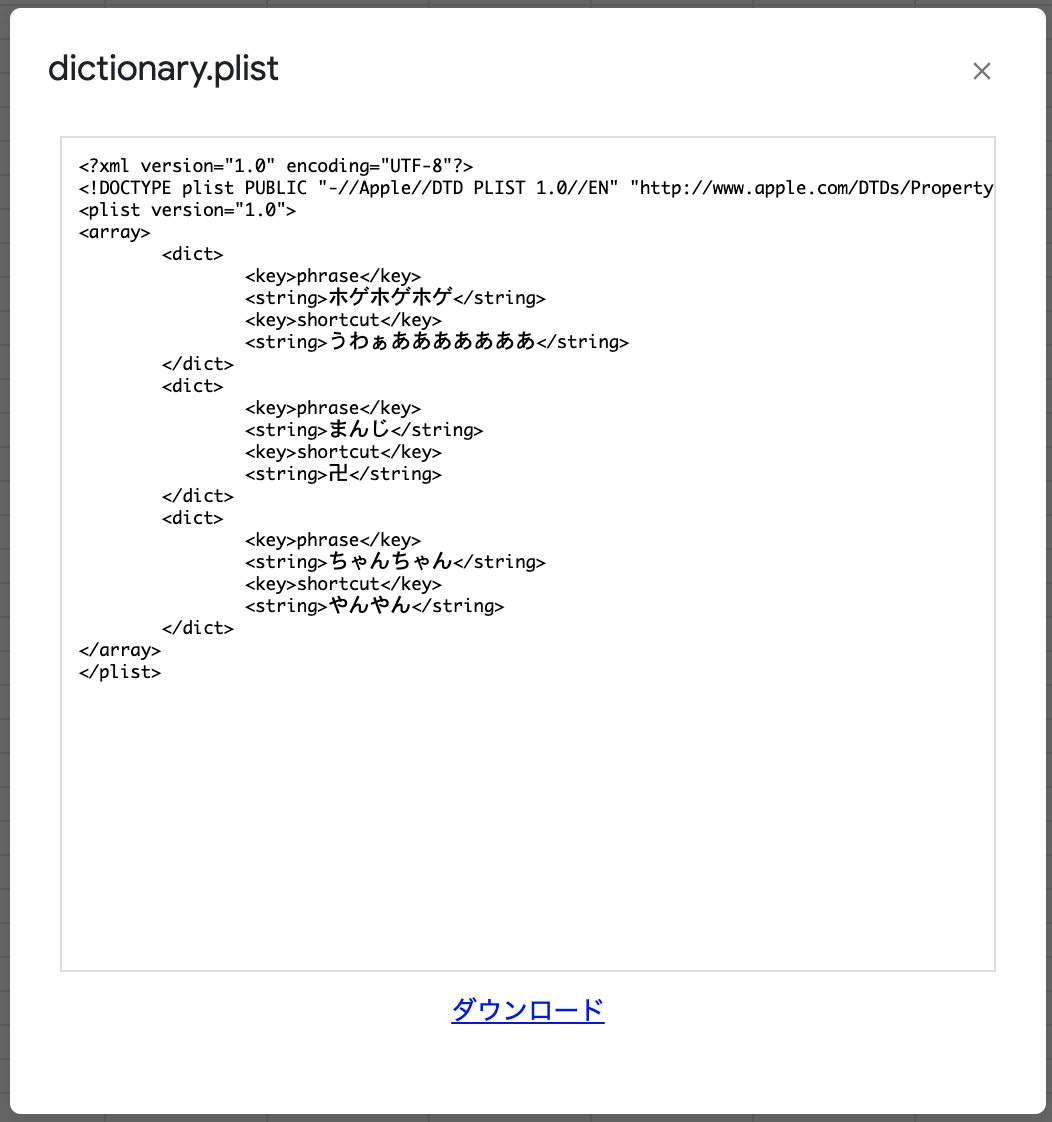 dictionary.plist
<?xml version="1.0" encoding="UTF-8"?>
<!DOCTYPE plist PUBLIC "-//Apple//DTD PLIST 1.0//EN" "http://www.apple.com/DTDs/Property
<plist version="1.0">
<array>
<dict>
<key>phrase</key>
<string>ホゲホゲホゲ</string>
<key>shortcut</key>
<string>うわぁあああああああ</string>
</dict>
<dict>
<key>phrase</key>
<string>まんじ</string>
<key>shortcut</key>
<string>卍</string>
</dict>
<dict>
<key>phrase</key>
<string>ちゃんちゃん</string>
<key>shortcut</key>
<string>やんやん</string>
</dict>
</array>
</plist>
ダウンロード